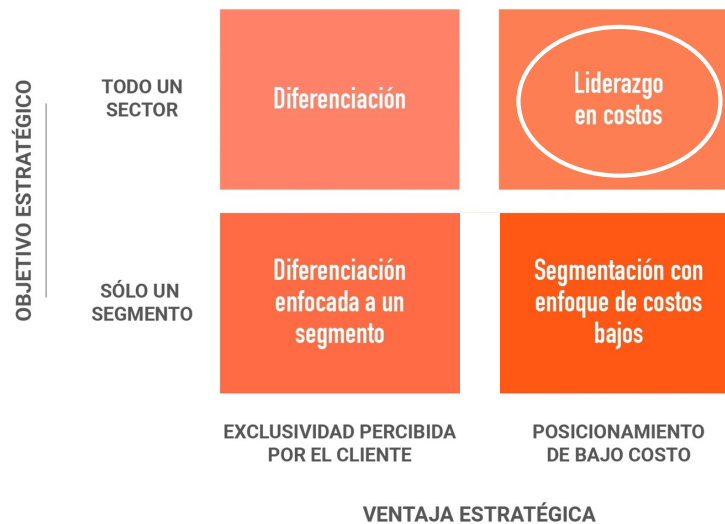 OBJETIVO ESTRATÉGICO
TODO UN
SECTOR
Diferenciación
Liderazgo
en costos
SÓLO UN
SEGMENTO
Diferenciación
enfocada a un
segmento
Segmentación con
enfoque de costos
bajos
EXCLUSIVIDAD PERCIBIDA
POR EL CLIENTE
POSICIONAMIENTO
DE BAJO COSTO
VENTAJA ESTRATÉGICA